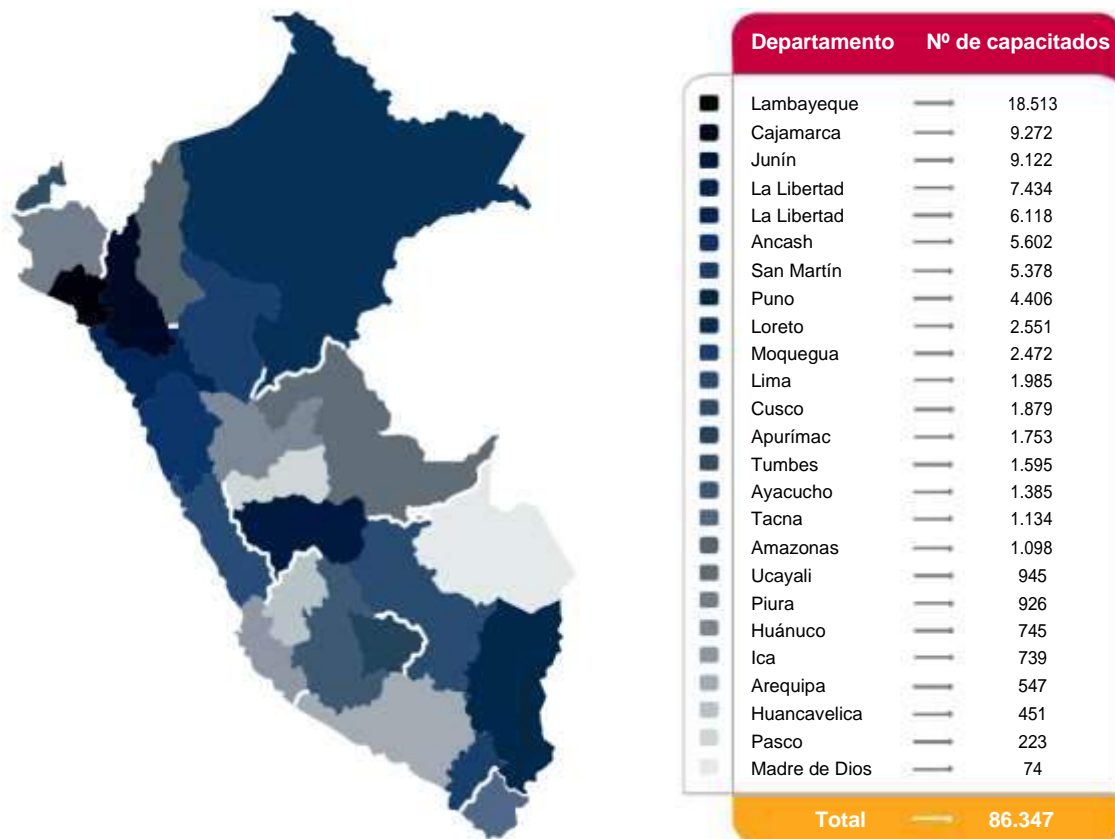 Departamento Nº de capacitados
Lambayeque 18.513
Cajamarca 9.272
Junín 9.122
La Libertad 7.434
La Libertad 6.118
Ancash 5.602
San Martín 5.378
Puno 4.406
Loreto 2.551
Moquegua 2.472
Lima 1.985
Cusco 1.879
Apurímac 1.753
Tumbes 1.595
Ayacucho 1.385
Tacna 1.134
Amazonas 1.098
Ucayali 945
Piura 926
Huánuco 745
Ica 739
Arequipa 547
Huancavelica 451
Pasco 223
Madre de Dios 74
Total 86.347